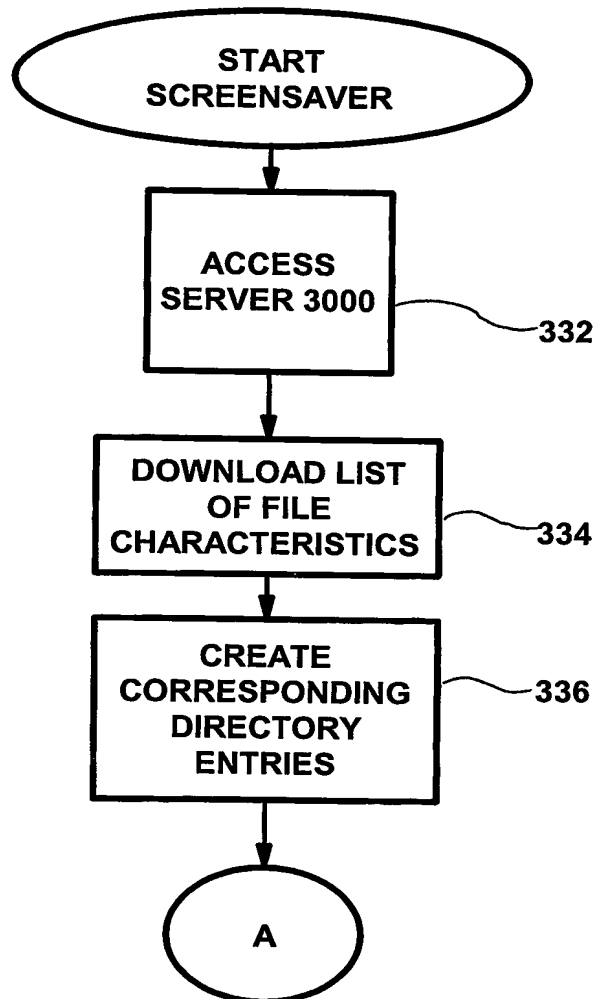 START
SCREENSAVER
ACCESS
SERVER 3000
332
DOWNLOAD LIST
OF FILE
CHARACTERISTICS
334
CREATE
CORRESPONDING
DIRECTORY
ENTRIES
336
A